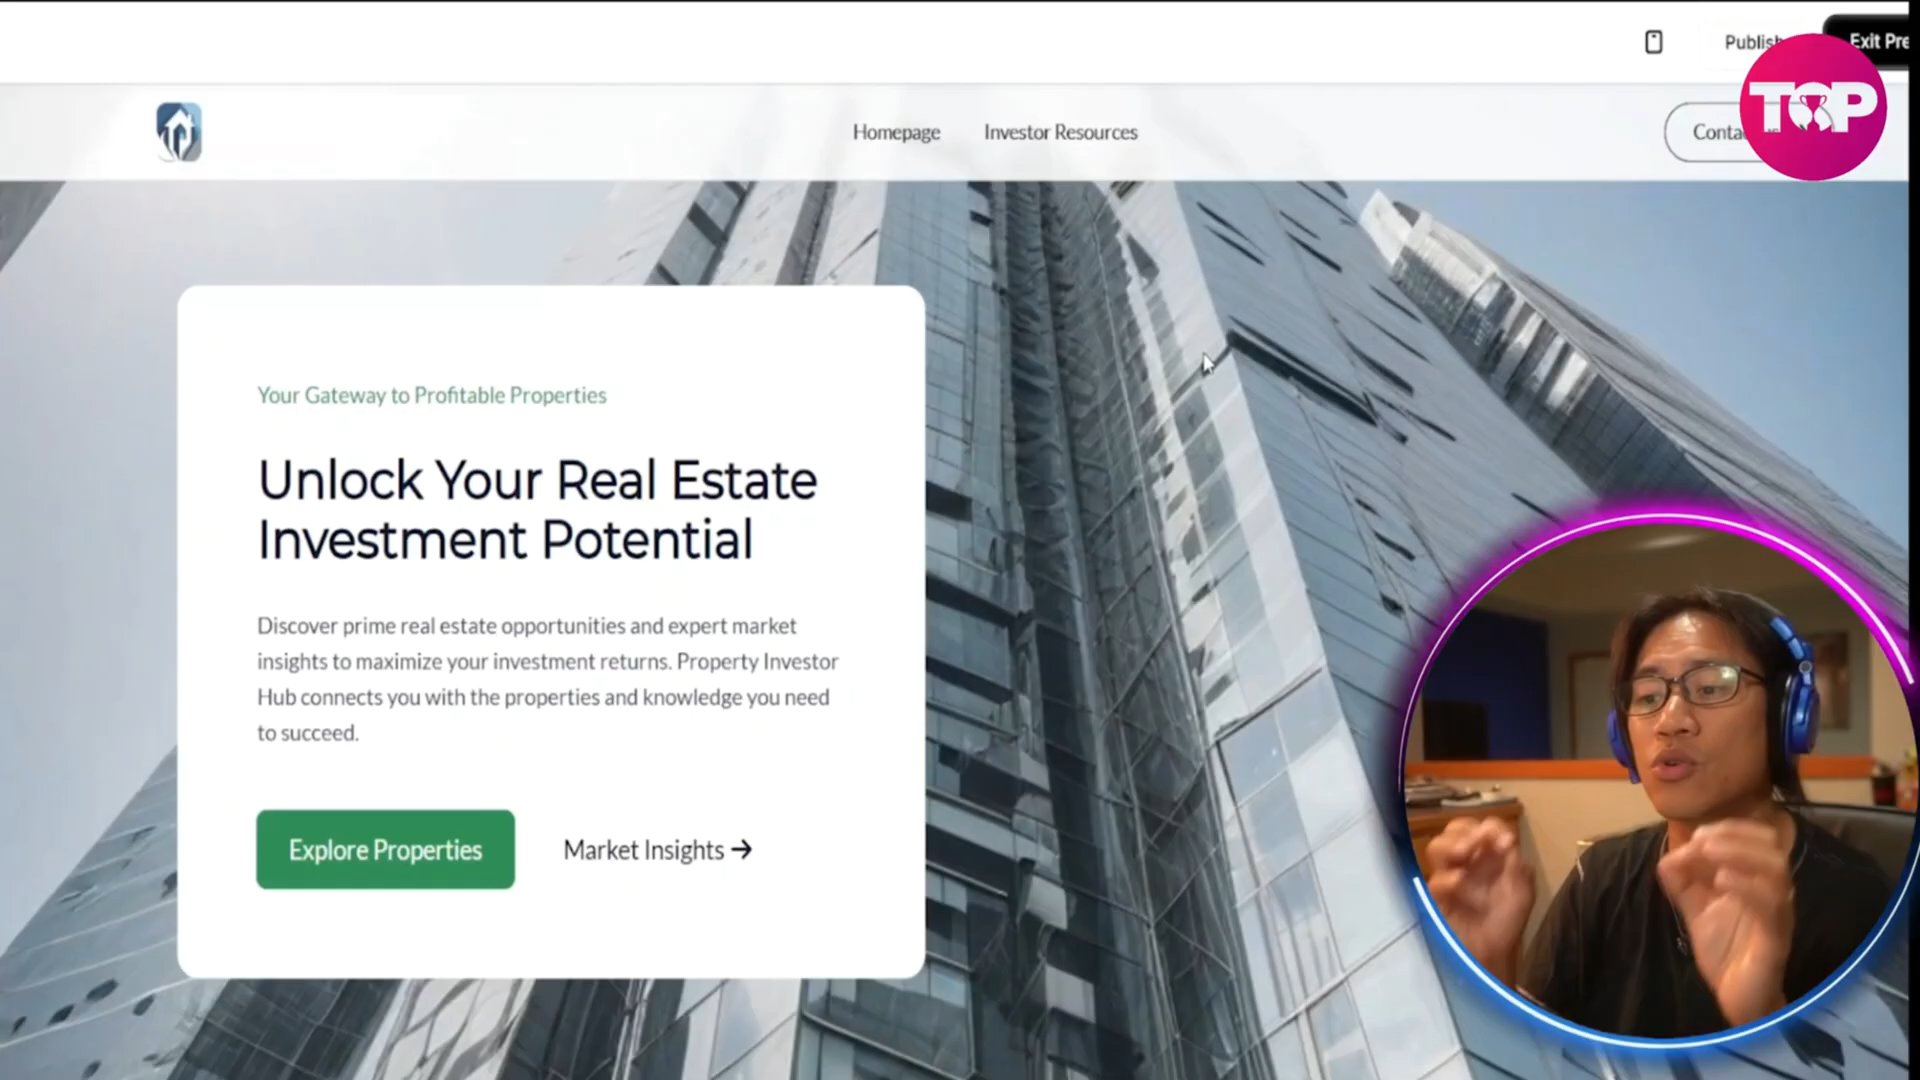 Publish
Exit Pre
TOP
Homepage
Investor Resources
Conta
Your Gateway to Profitable Properties
Unlock Your Real Estate
Investment Potential
Discover prime real estate opportunities and expert market
insights to maximize your investment returns. Property Investor
Hub connects you with the properties and knowledge you need
to succeed.
Explore Properties
Market Insights →